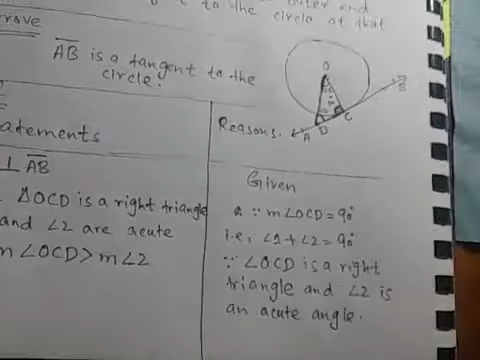 outer end
to the circle at that
rove
AB is a tangent to the
circle.
O
A
D
C
B
atements
Reasons.
⊥ AB
Given
ΔOCD is a right triangle
and ∠2 are acute
m∠OCD > m∠2
∵ m∠OCD = 90°
i.e, ∠1 + ∠2 = 90°
∵ ∠OCD is a right
triangle and ∠2 is
an acute angle.